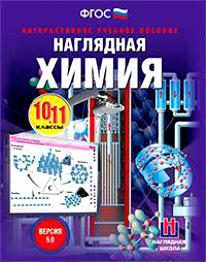 ФГОС
ИНТЕРАКТИВНОЕ УЧЕБНОЕ ПОСОБИЕ
НАГЛЯДНАЯ
ХИМИЯ
10 11
КЛАССЫ
ВЕРСИЯ
5.0
Н
НАГЛЯДНАЯ
ШКОЛА